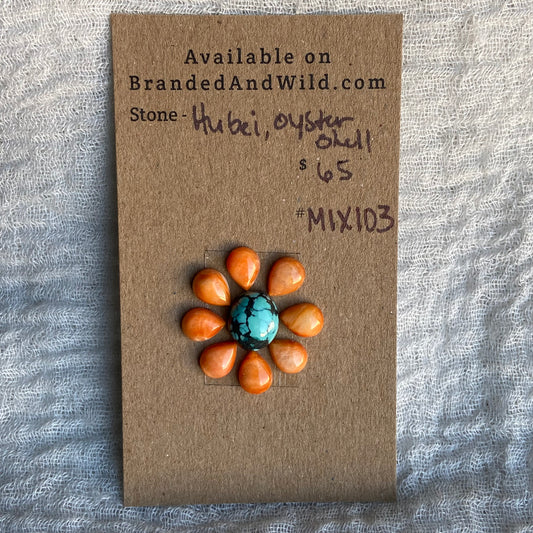 Available on
BrandedAndWild.com
Stone - Hubei, oyster
shell
$ 65
#MIX103